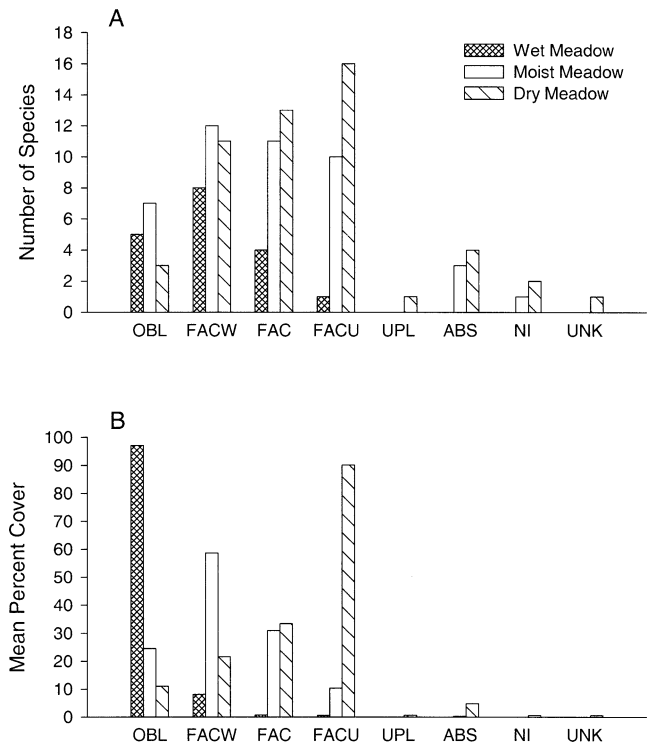 A
18
16
14
12
10
8
6
4
2
0
Number of Species
Wet Meadow
Moist Meadow
Dry Meadow
OBL FACW FAC FACU UPL ABS NI UNK
B
100
90
80
70
60
50
40
30
20
10
0
Mean Percent Cover
OBL FACW FAC FACU UPL ABS NI UNK